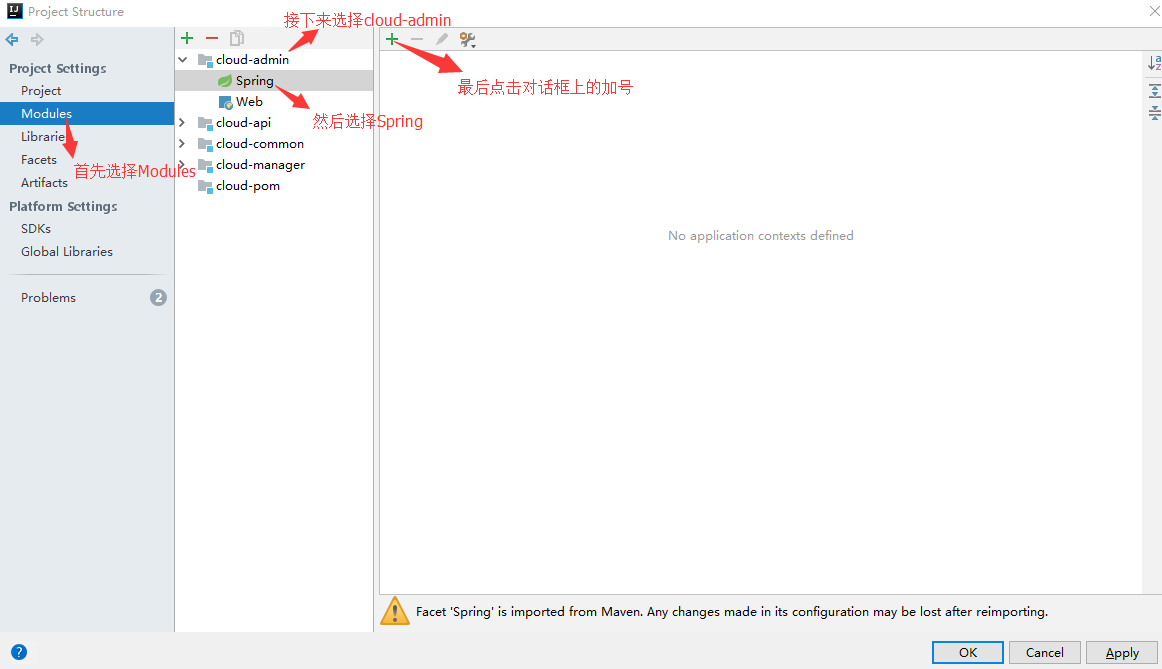 Project Structure
Project Settings
Project
Modules
Librarie
Facets
Artifacts
Platform Settings
SDKs
Global Libraries
Problems
2
首先选择Modules
接下来选择cloud-admin
cloud-admin
Spring
Web
cloud-api
cloud-common
cloud-manager
cloud-pom
然后选择Spring
最后点击对话框上的加号
No application contexts defined
Facet 'Spring' is imported from Maven. Any changes made in its configuration may be lost after reimporting.
?
OK
Cancel
Apply